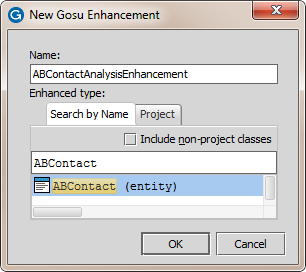 New Gosu Enhancement
Name:
ABContactAnalysisEnhancement
Enhanced type:
Search by Name Project
Include non-project classes
ABContact
ABContact (entity)
OK Cancel